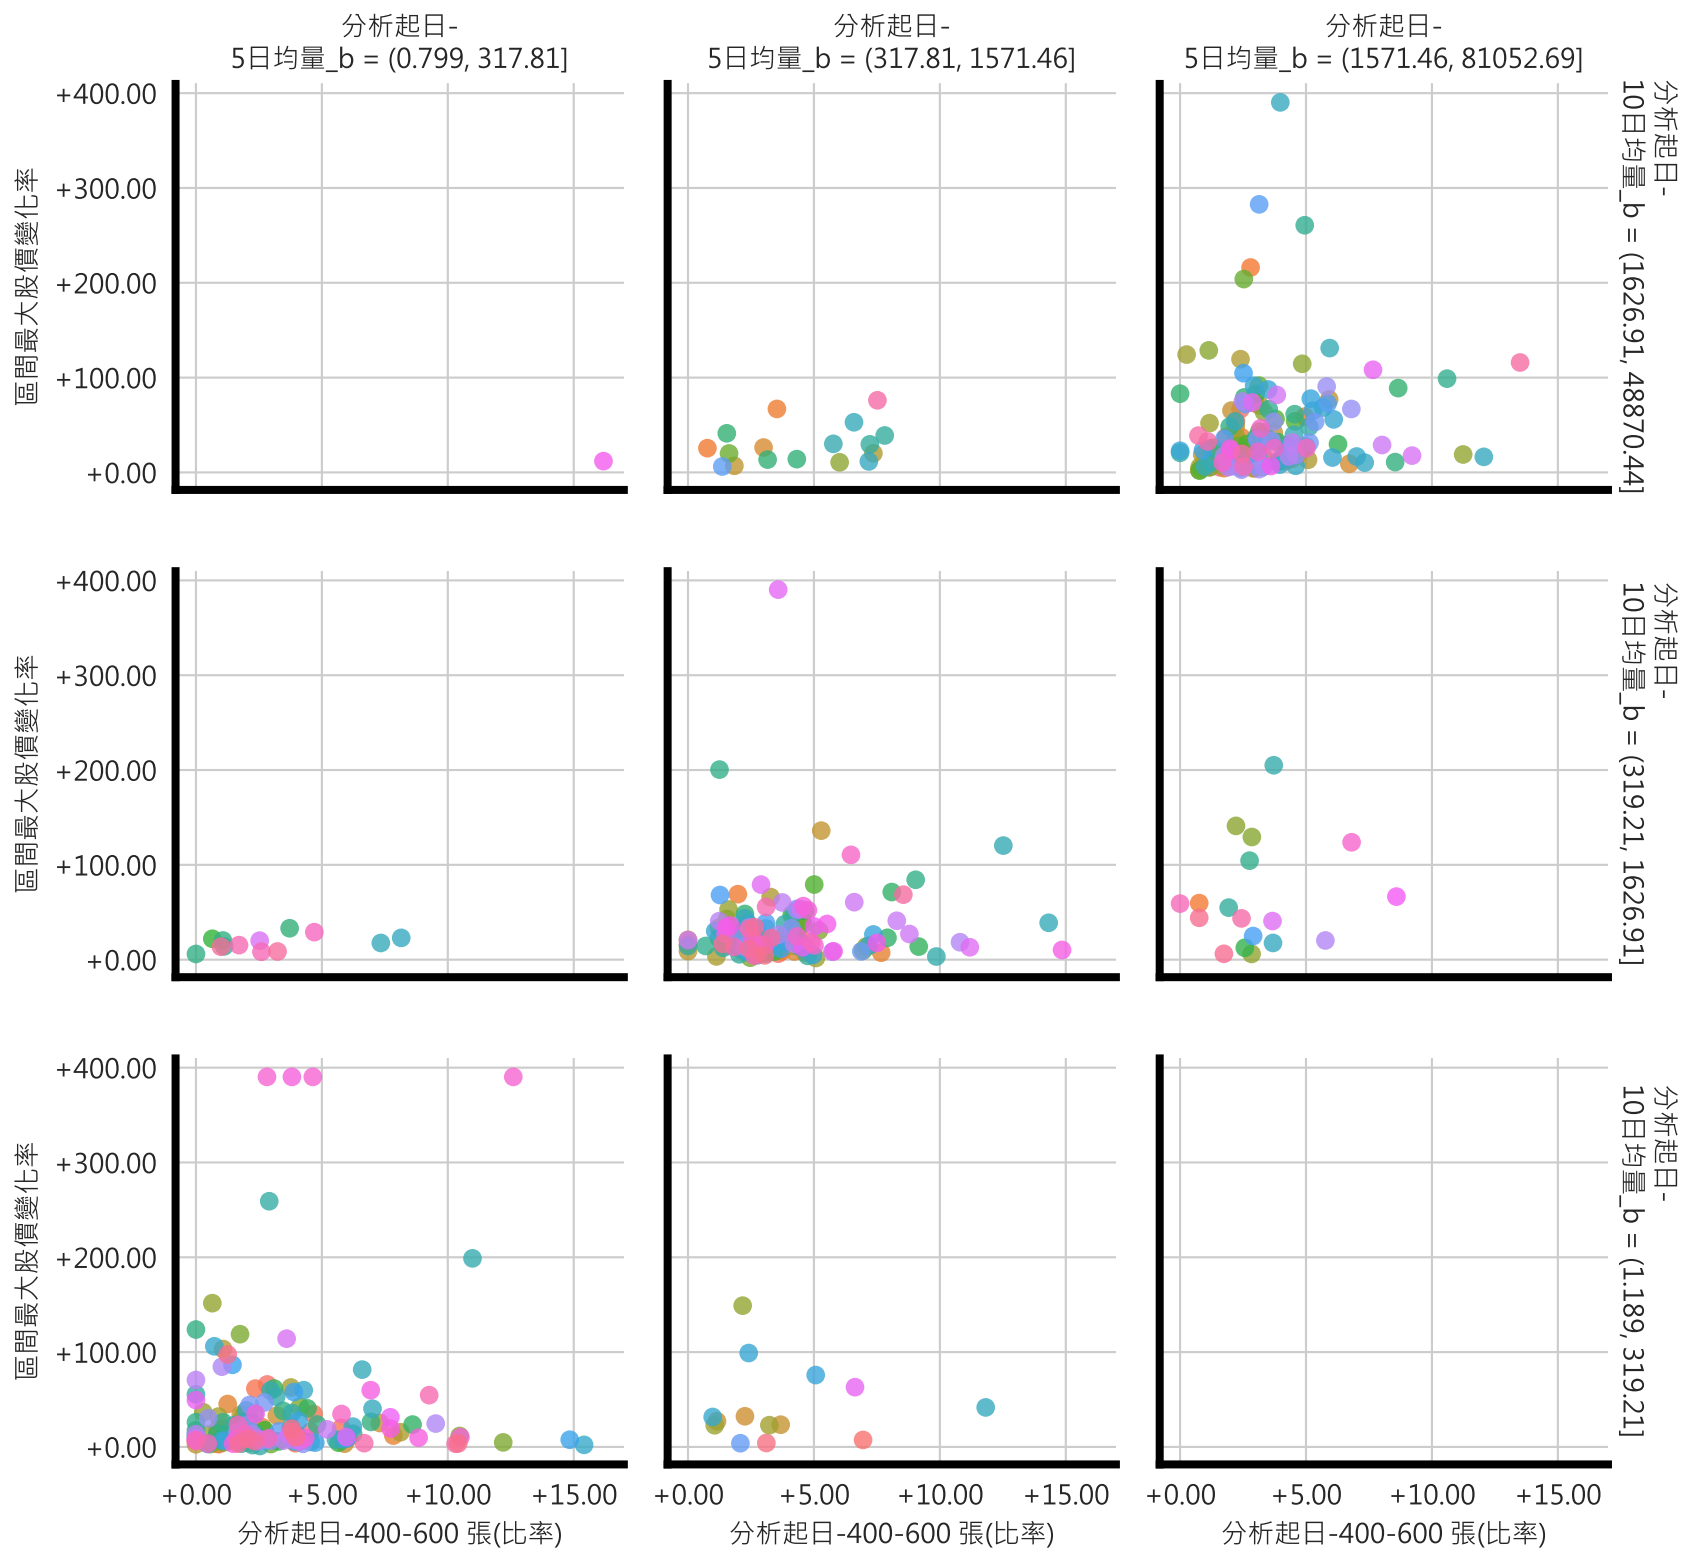 分析起日-
5日均量_b = (0.799, 317.81]
分析起日-
5日均量_b = (317.81, 1571.46]
分析起日-
5日均量_b = (1571.46, 81052.69]
+400.00
+300.00
+200.00
+100.00
+0.00
區間最大股價變化率
分析起日-
10日均量_b = (1626.91, 48870.44]
+400.00
+300.00
+200.00
+100.00
+0.00
區間最大股價變化率
分析起日-
10日均量_b = (319.21, 1626.91]
+400.00
+300.00
+200.00
+100.00
+0.00
區間最大股價變化率
分析起日-
10日均量_b = (1.189, 319.21]
+0.00 +5.00 +10.00 +15.00
+0.00 +5.00 +10.00 +15.00
+0.00 +5.00 +10.00 +15.00
分析起日-400-600 張(比率)
分析起日-400-600 張(比率)
分析起日-400-600 張(比率)